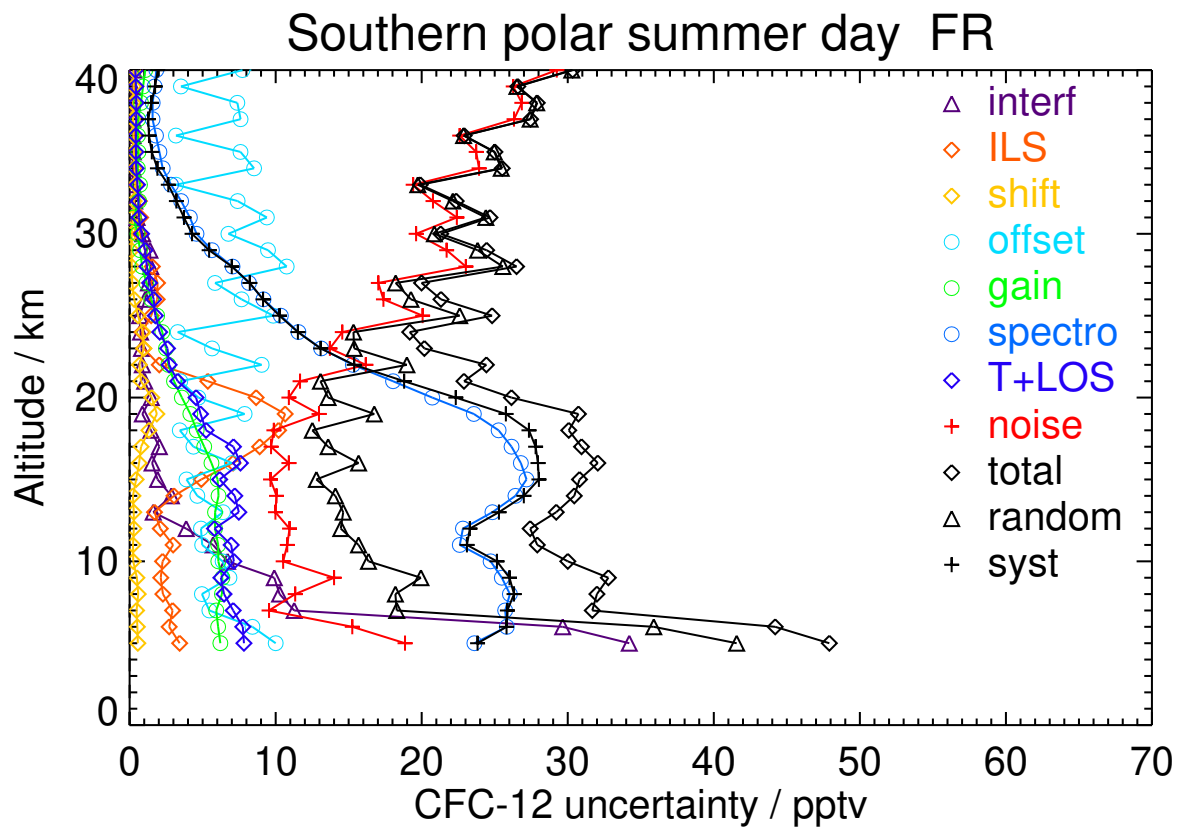 Southern polar summer day FR
40
30
20
10
0
Altitude / km
interf
ILS
shift
offset
gain
spectro
T+LOS
noise
total
random
syst
0 10 20 30 40 50 60 70
CFC-12 uncertainty / pptv